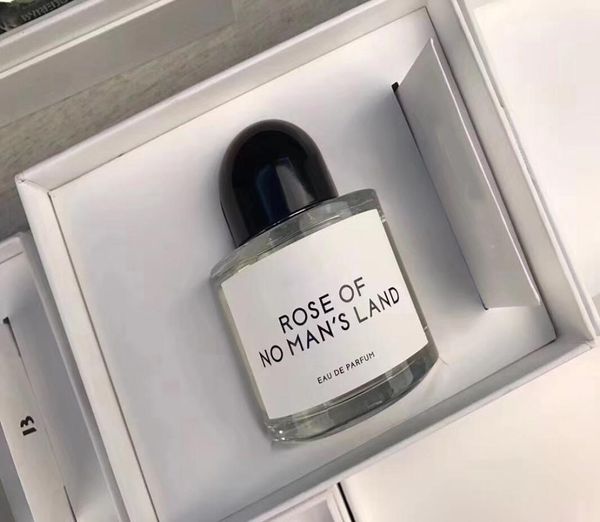 ROSE OF
NO MAN'S LAND
EAU DE PARFUM
13